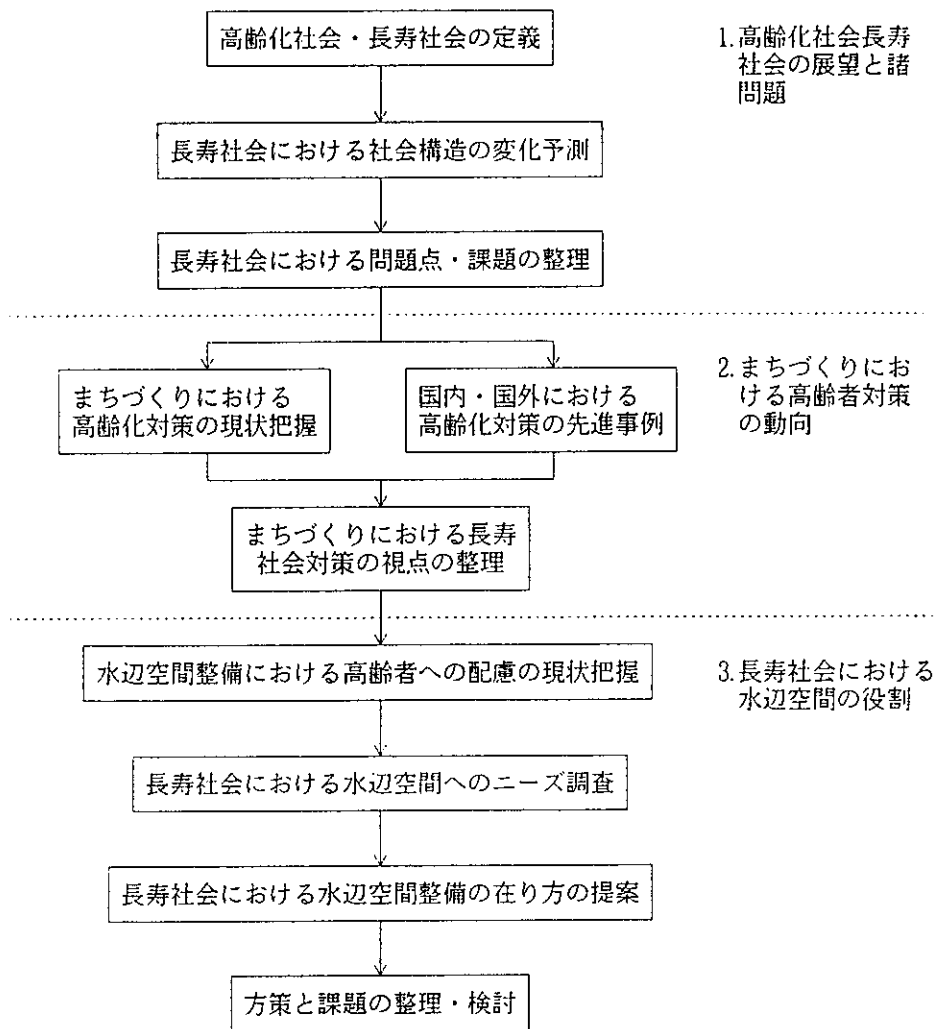 高齢化社会・長寿社会の定義
1.高齢化社会長寿
社会の展望と諸
問題
長寿社会における社会構造の変化予測
長寿社会における問題点・課題の整理
まちづくりにおける
高齢化対策の現状把握
国内・国外における
高齢化対策の先進事例
2.まちづくりにお
ける高齢者対策
の動向
まちづくりにおける長寿
社会対策の視点の整理
水辺空間整備における高齢者への配慮の現状把握
3.長寿社会における
水辺空間の役割
長寿社会における水辺空間へのニーズ調査
長寿社会における水辺空間整備の在り方の提案
方策と課題の整理・検討